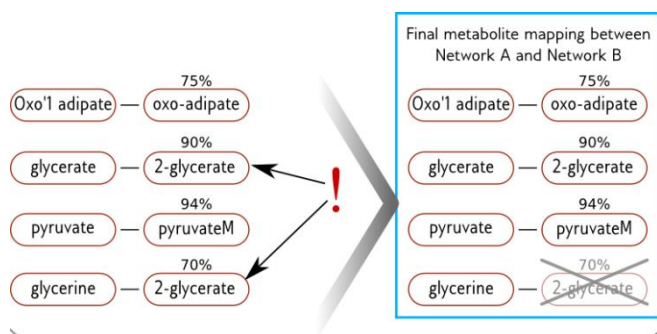 Final metabolite mapping between
Network A and Network B
75%
Oxo'1 adipate
oxo-adipate
90%
glycerate
2-glycerate
94%
pyruvate
pyruvateM
70%
glycerine
2-glycerate
!
75%
Oxo'1 adipate
oxo-adipate
90%
glycerate
2-glycerate
94%
pyruvate
pyruvateM
70%
glycerine
2-glycerate